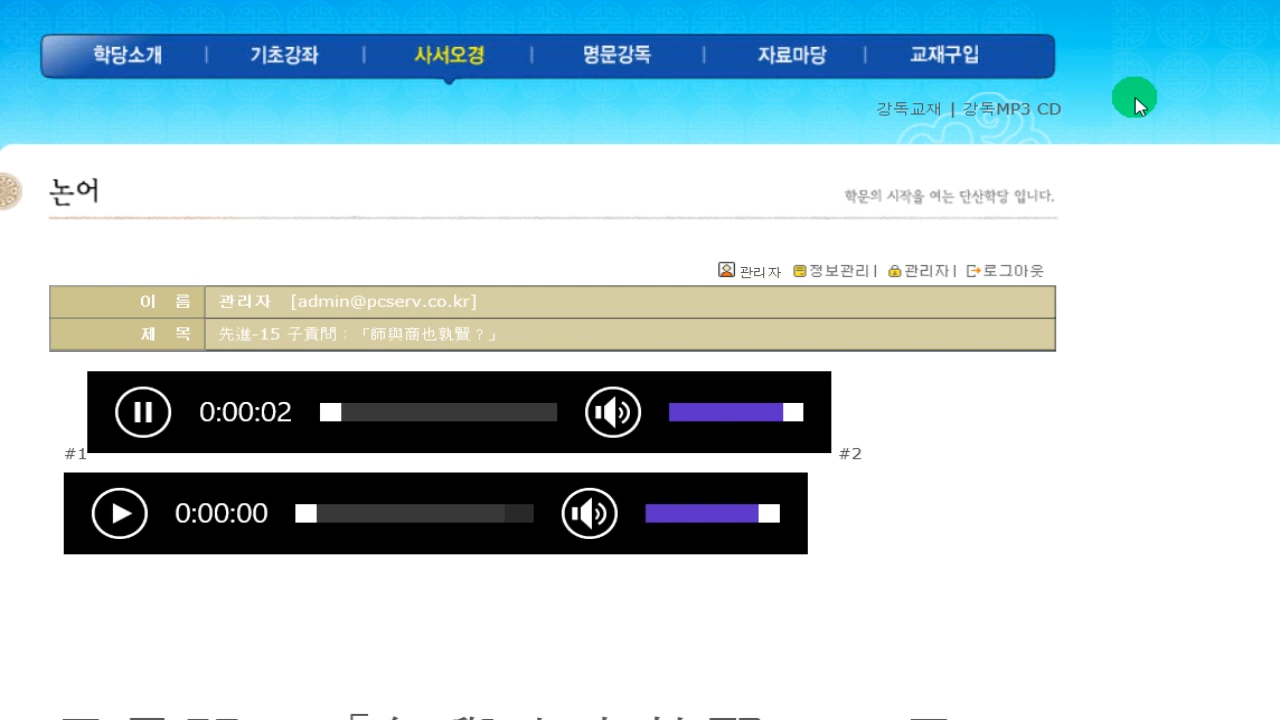 학당소개 | 기초강좌 | 사서오경 | 명문강독 | 자료마당 | 교재구입
강독교재 | 강독MP3 CD
논어
학문의 시작을 여는 단산학당 입니다.
관리자 정보관리 | 관리자 | 로그아웃
이 름 관리자 [admin@pcserv.co.kr]
제 목 先進-15 子貢問：「師與商也孰賢？」
0:00:02
#1 #2
0:00:00